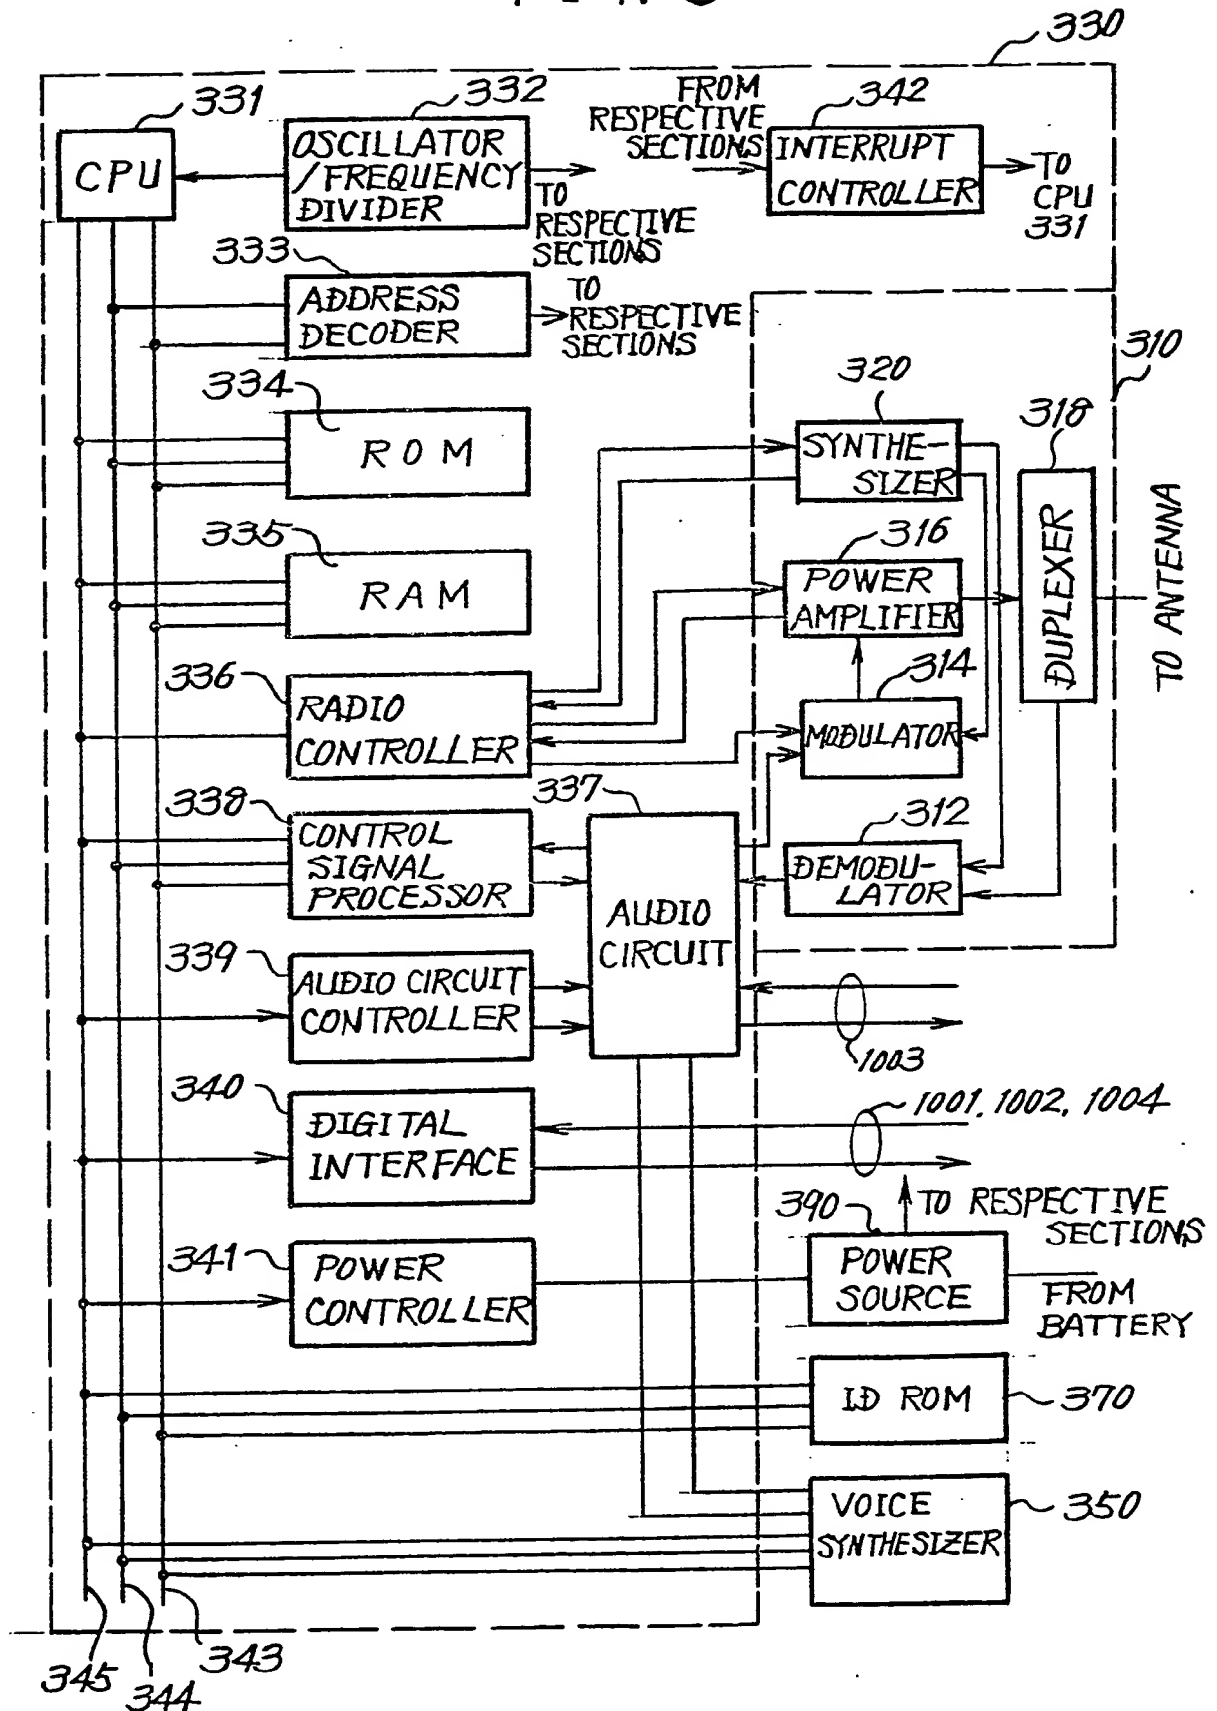 330
331
CPU
332
OSCILLATOR
/FREQUENCY
DIVIDER
TO
RESPECTIVE
SECTIONS
FROM
RESPECTIVE
SECTIONS
342
INTERRUPT
CONTROLLER
TO
CPU
331
333
ADDRESS
DECODER
TO
RESPECTIVE
SECTIONS
310
334
ROM
320
SYNTHE-
SIZER
318
DUPLEXER
TO ANTENNA
335
RAM
316
POWER
AMPLIFIER
336
RADIO
CONTROLLER
314
MODULATOR
338
CONTROL
SIGNAL
PROCESSOR
337
AUDIO
CIRCUIT
312
DEMODU-
LATOR
339
AUDIO CIRCUIT
CONTROLLER
1003
340
DIGITAL
INTERFACE
1001, 1002, 1004
341
POWER
CONTROLLER
390
TO RESPECTIVE
SECTIONS
POWER
SOURCE
FROM
BATTERY
ID ROM
370
VOICE
SYNTHESIZER
350
345
344
343